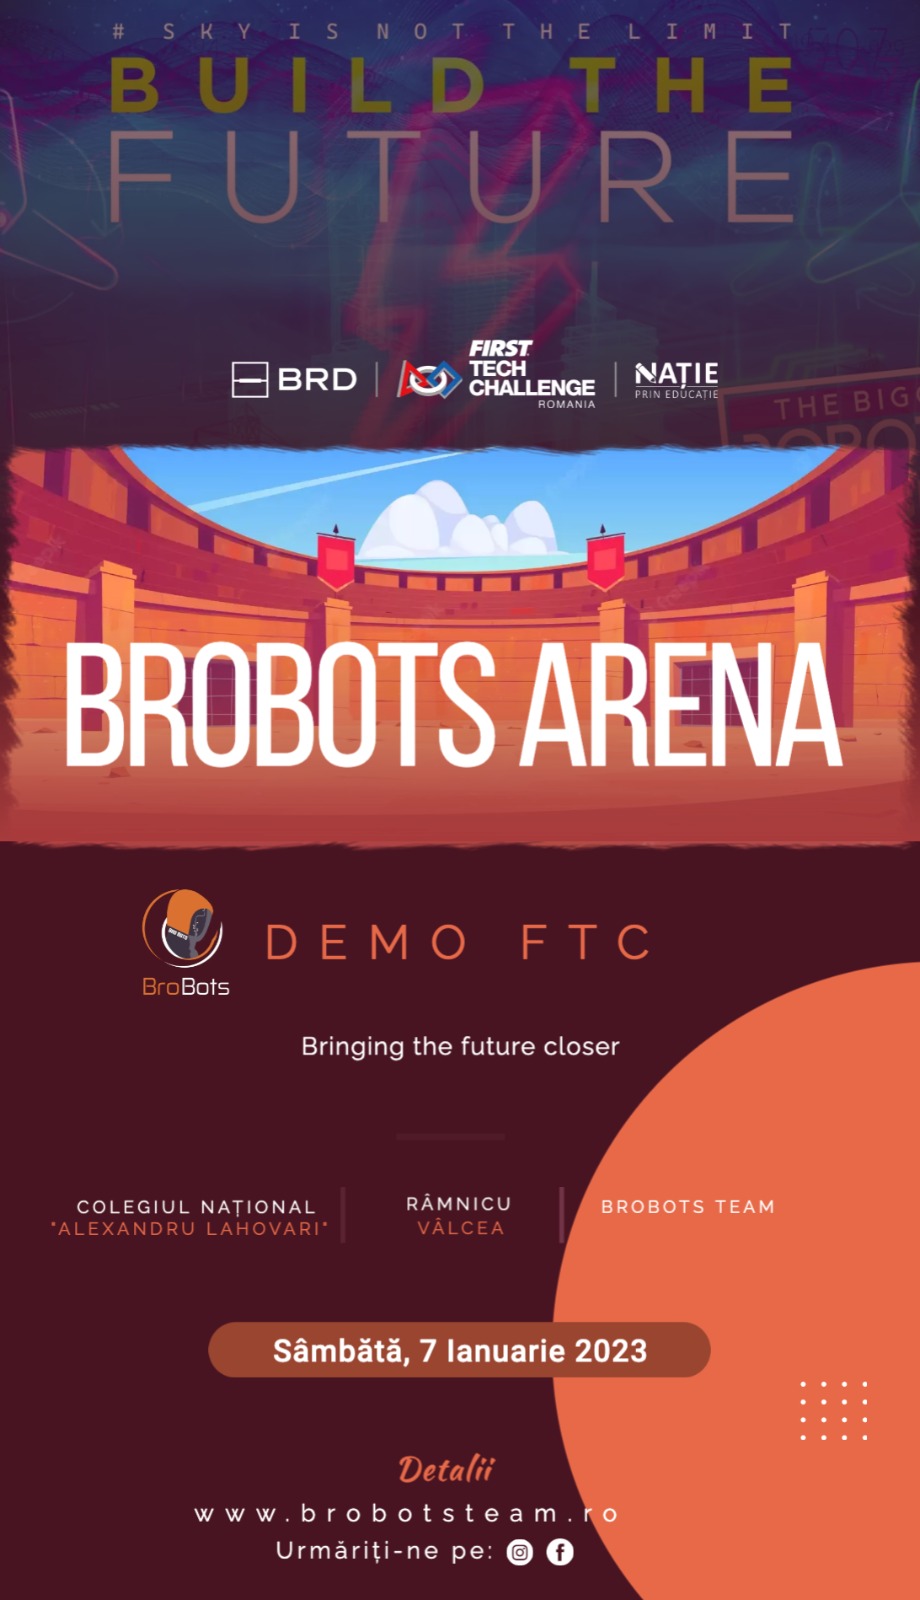 # SKY IS NOT THE LIMIT
BUILD THE
FUTURE
BRD
FIRST
TECH
CHALLENGE
ROMANIA
NAȚIE
PRIN EDUCAȚIE
THE BIG
BROBOTS ARENA
BroBots
DEMO FTC
Bringing the future closer
COLEGIUL NAȚIONAL
"ALEXANDRU LAHOVARI"
RÂMNICU
VÂLCEA
BROBOTS TEAM
Sâmbătă, 7 Ianuarie 2023
Detalii
www.brobotsteam.ro
Urmăriți-ne pe: